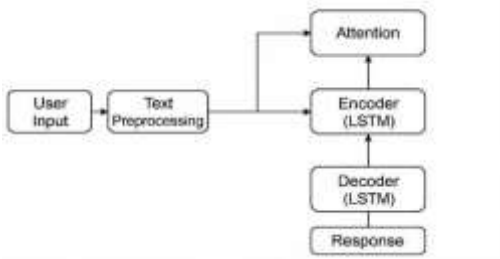 Attention
User
Input
Text
Preprocessing
Encoder
(LSTM)
Decoder
(LSTM)
Response